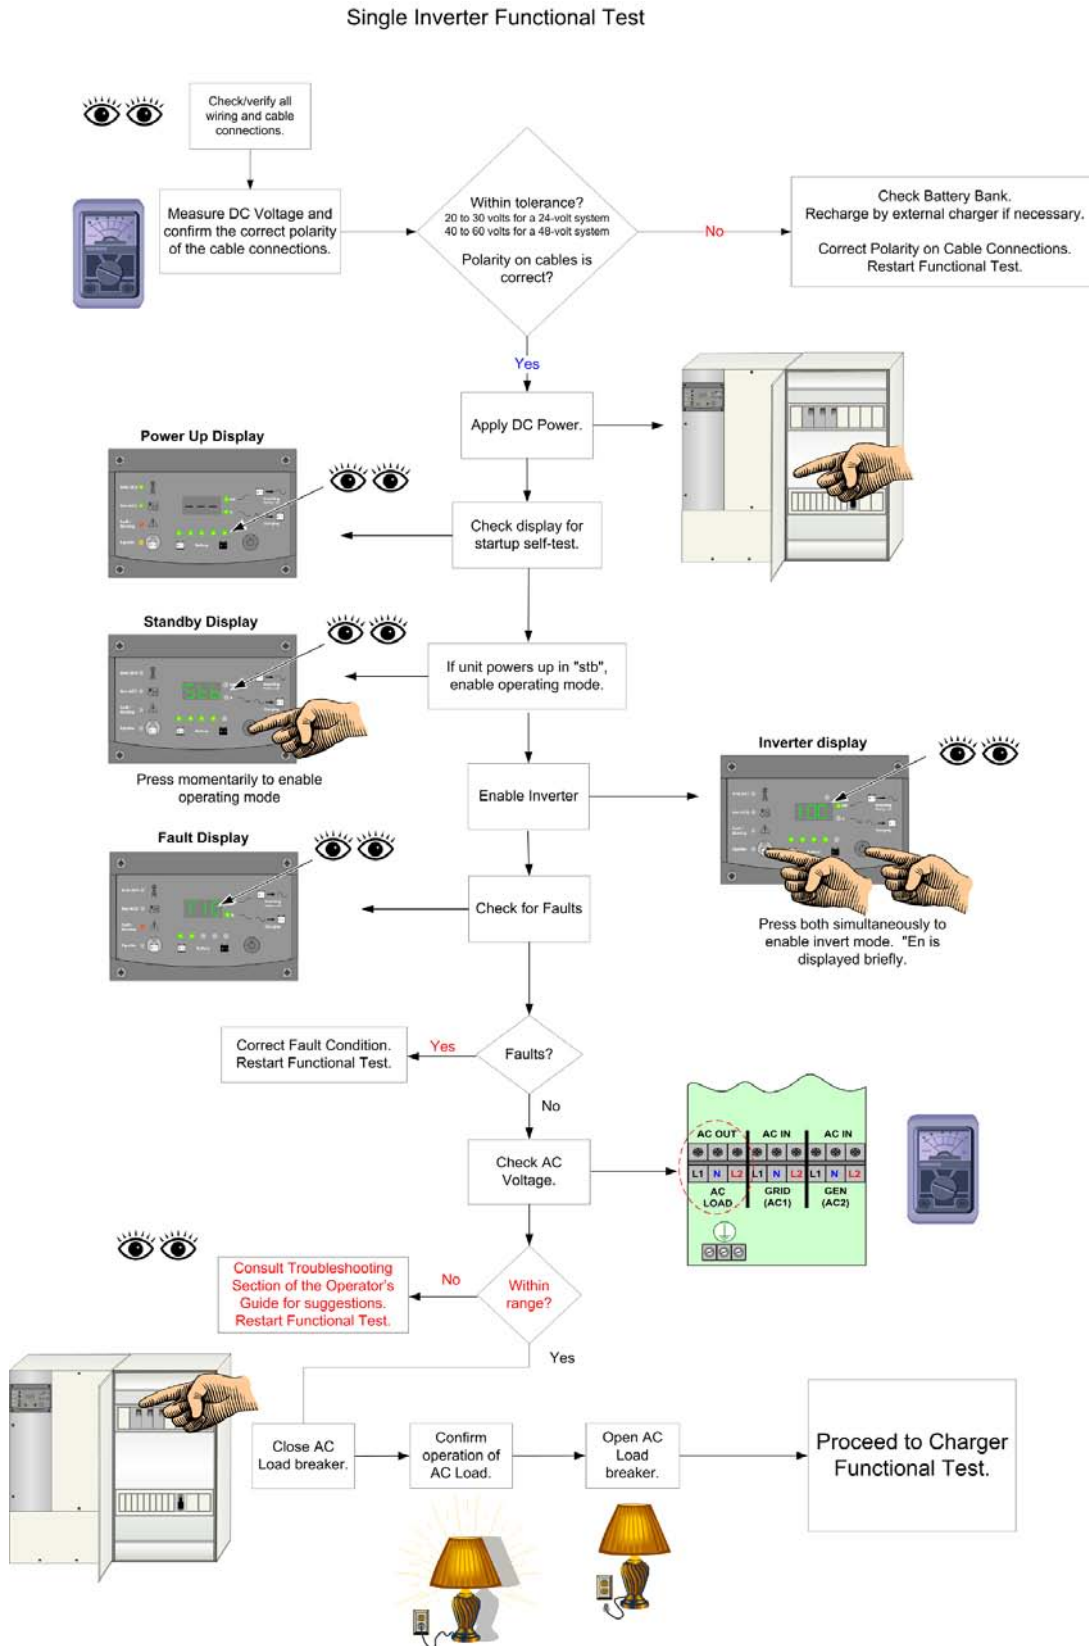 Single Inverter Functional Test
Check/verify all
wiring and cable
connections.
Measure DC Voltage and
confirm the correct polarity
of the cable connections.
Within tolerance?
20 to 30 volts for a 24-volt system
40 to 60 volts for a 48-volt system
Polarity on cables is
correct?
No
Check Battery Bank.
Recharge by external charger if necessary.
Correct Polarity on Cable Connections.
Restart Functional Test.
Yes
Apply DC Power.
Power Up Display
Check display for
startup self-test.
Standby Display
If unit powers up in "stb",
enable operating mode.
Press momentarily to enable
operating mode
Inverter display
Enable Inverter
Press both simultaneously to
enable invert mode. "En is
displayed briefly.
Fault Display
Check for Faults
Correct Fault Condition.
Restart Functional Test.
Yes
Faults?
No
Check AC
Voltage.
AC OUT AC IN AC IN
L1 N L2 L1 N L2 L1 N L2
AC GRID GEN
LOAD (AC1) (AC2)
Consult Troubleshooting
Section of the Operator's
Guide for suggestions.
Restart Functional Test.
No
Within
range?
Yes
Close AC
Load breaker.
Confirm
operation of
AC Load.
Open AC
Load
breaker.
Proceed to Charger
Functional Test.